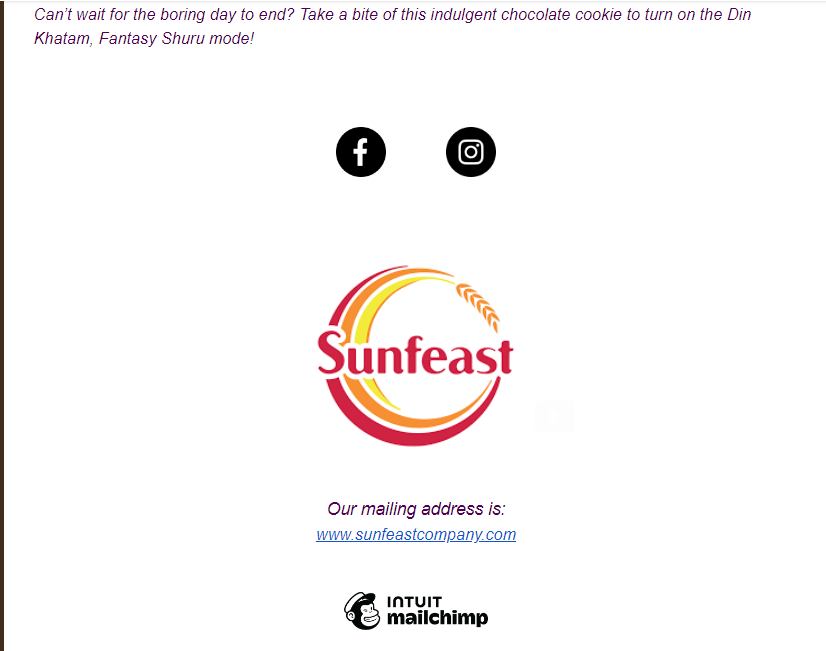 Can't wait for the boring day to end? Take a bite of this indulgent chocolate cookie to turn on the Din
Khatam, Fantasy Shuru mode!
Sunfeast
Our mailing address is:
www.sunfeastcompany.com
INTUIT
mailchimp